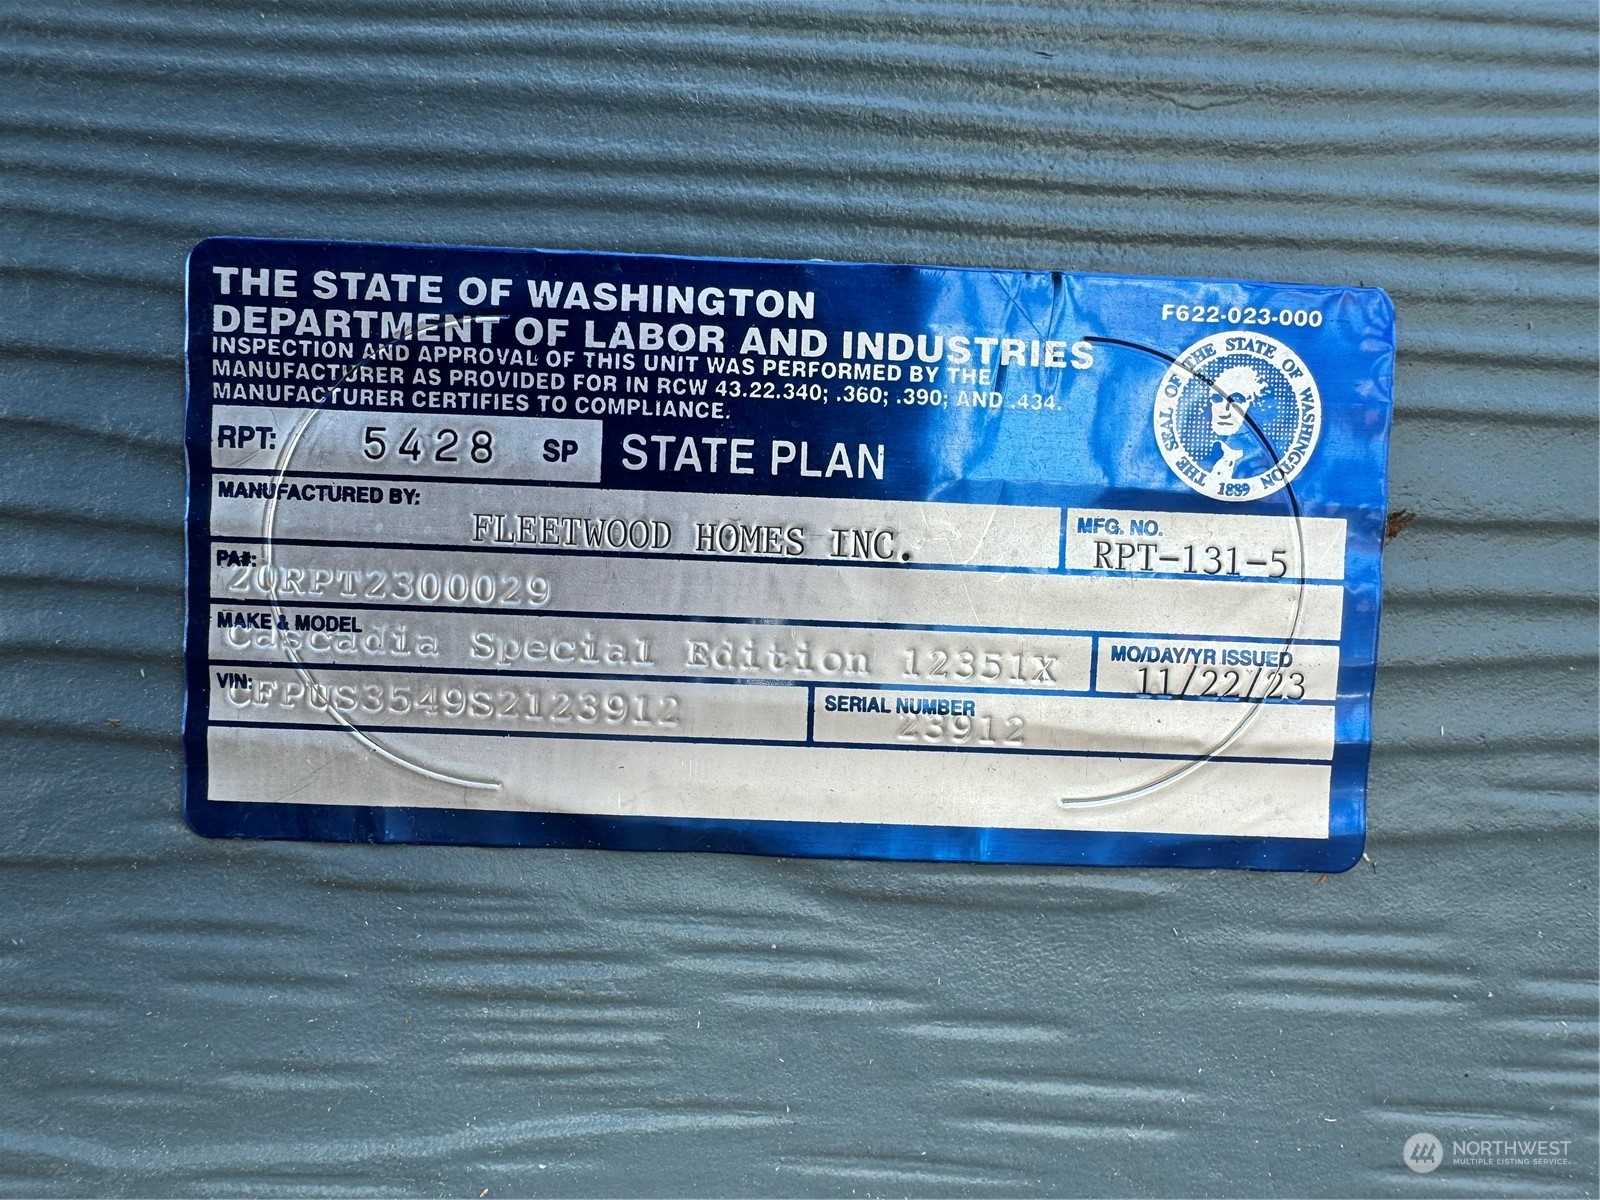 THE STATE OF WASHINGTON
DEPARTMENT OF LABOR AND INDUSTRIES
F622-023-000
INSPECTION AND APPROVAL OF THIS UNIT WAS PERFORMED BY THE
MANUFACTURER AS PROVIDED FOR IN RCW 43.22.340; .360; .390; AND .434.
MANUFACTURER CERTIFIES TO COMPLIANCE.
THE SEAL OF THE STATE OF WASHINGTON
1889
RPT: 5428 SP STATE PLAN
MANUFACTURED BY:
FLEETWOOD HOMES INC.
MFG. NO.
RPT-131-5
PA#:
20RPT2300029
MAKE & MODEL
Cascadia Special Edition 12351X
MO/DAY/YR ISSUED
11/22/23
VIN:
CFPUS3549S2123912
SERIAL NUMBER
23912
NORTHWEST
MULTIPLE LISTING SERVICE